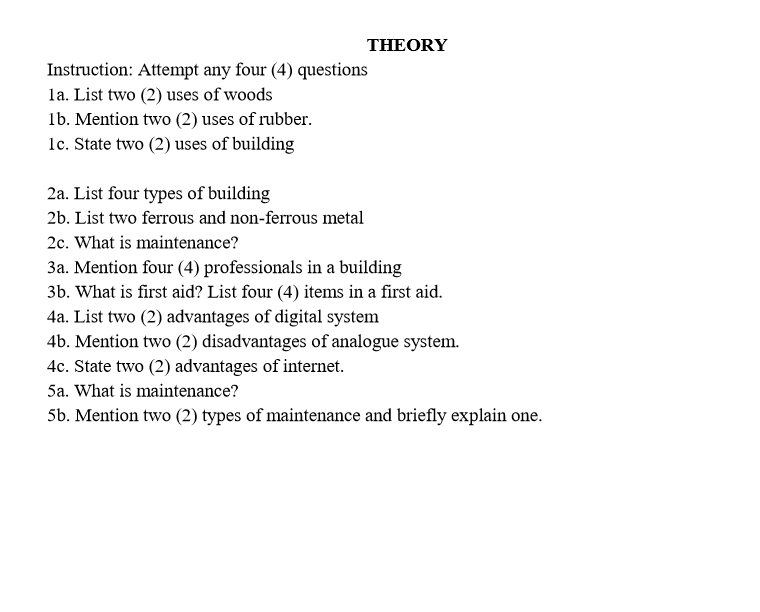 THEORY
Instruction: Attempt any four (4) questions
1a. List two (2) uses of woods
1b. Mention two (2) uses of rubber.
1c. State two (2) uses of building
2a. List four types of building
2b. List two ferrous and non-ferrous metal
2c. What is maintenance?
3a. Mention four (4) professionals in a building
3b. What is first aid? List four (4) items in a first aid.
4a. List two (2) advantages of digital system
4b. Mention two (2) disadvantages of analogue system.
4c. State two (2) advantages of internet.
5a. What is maintenance?
5b. Mention two (2) types of maintenance and briefly explain one.